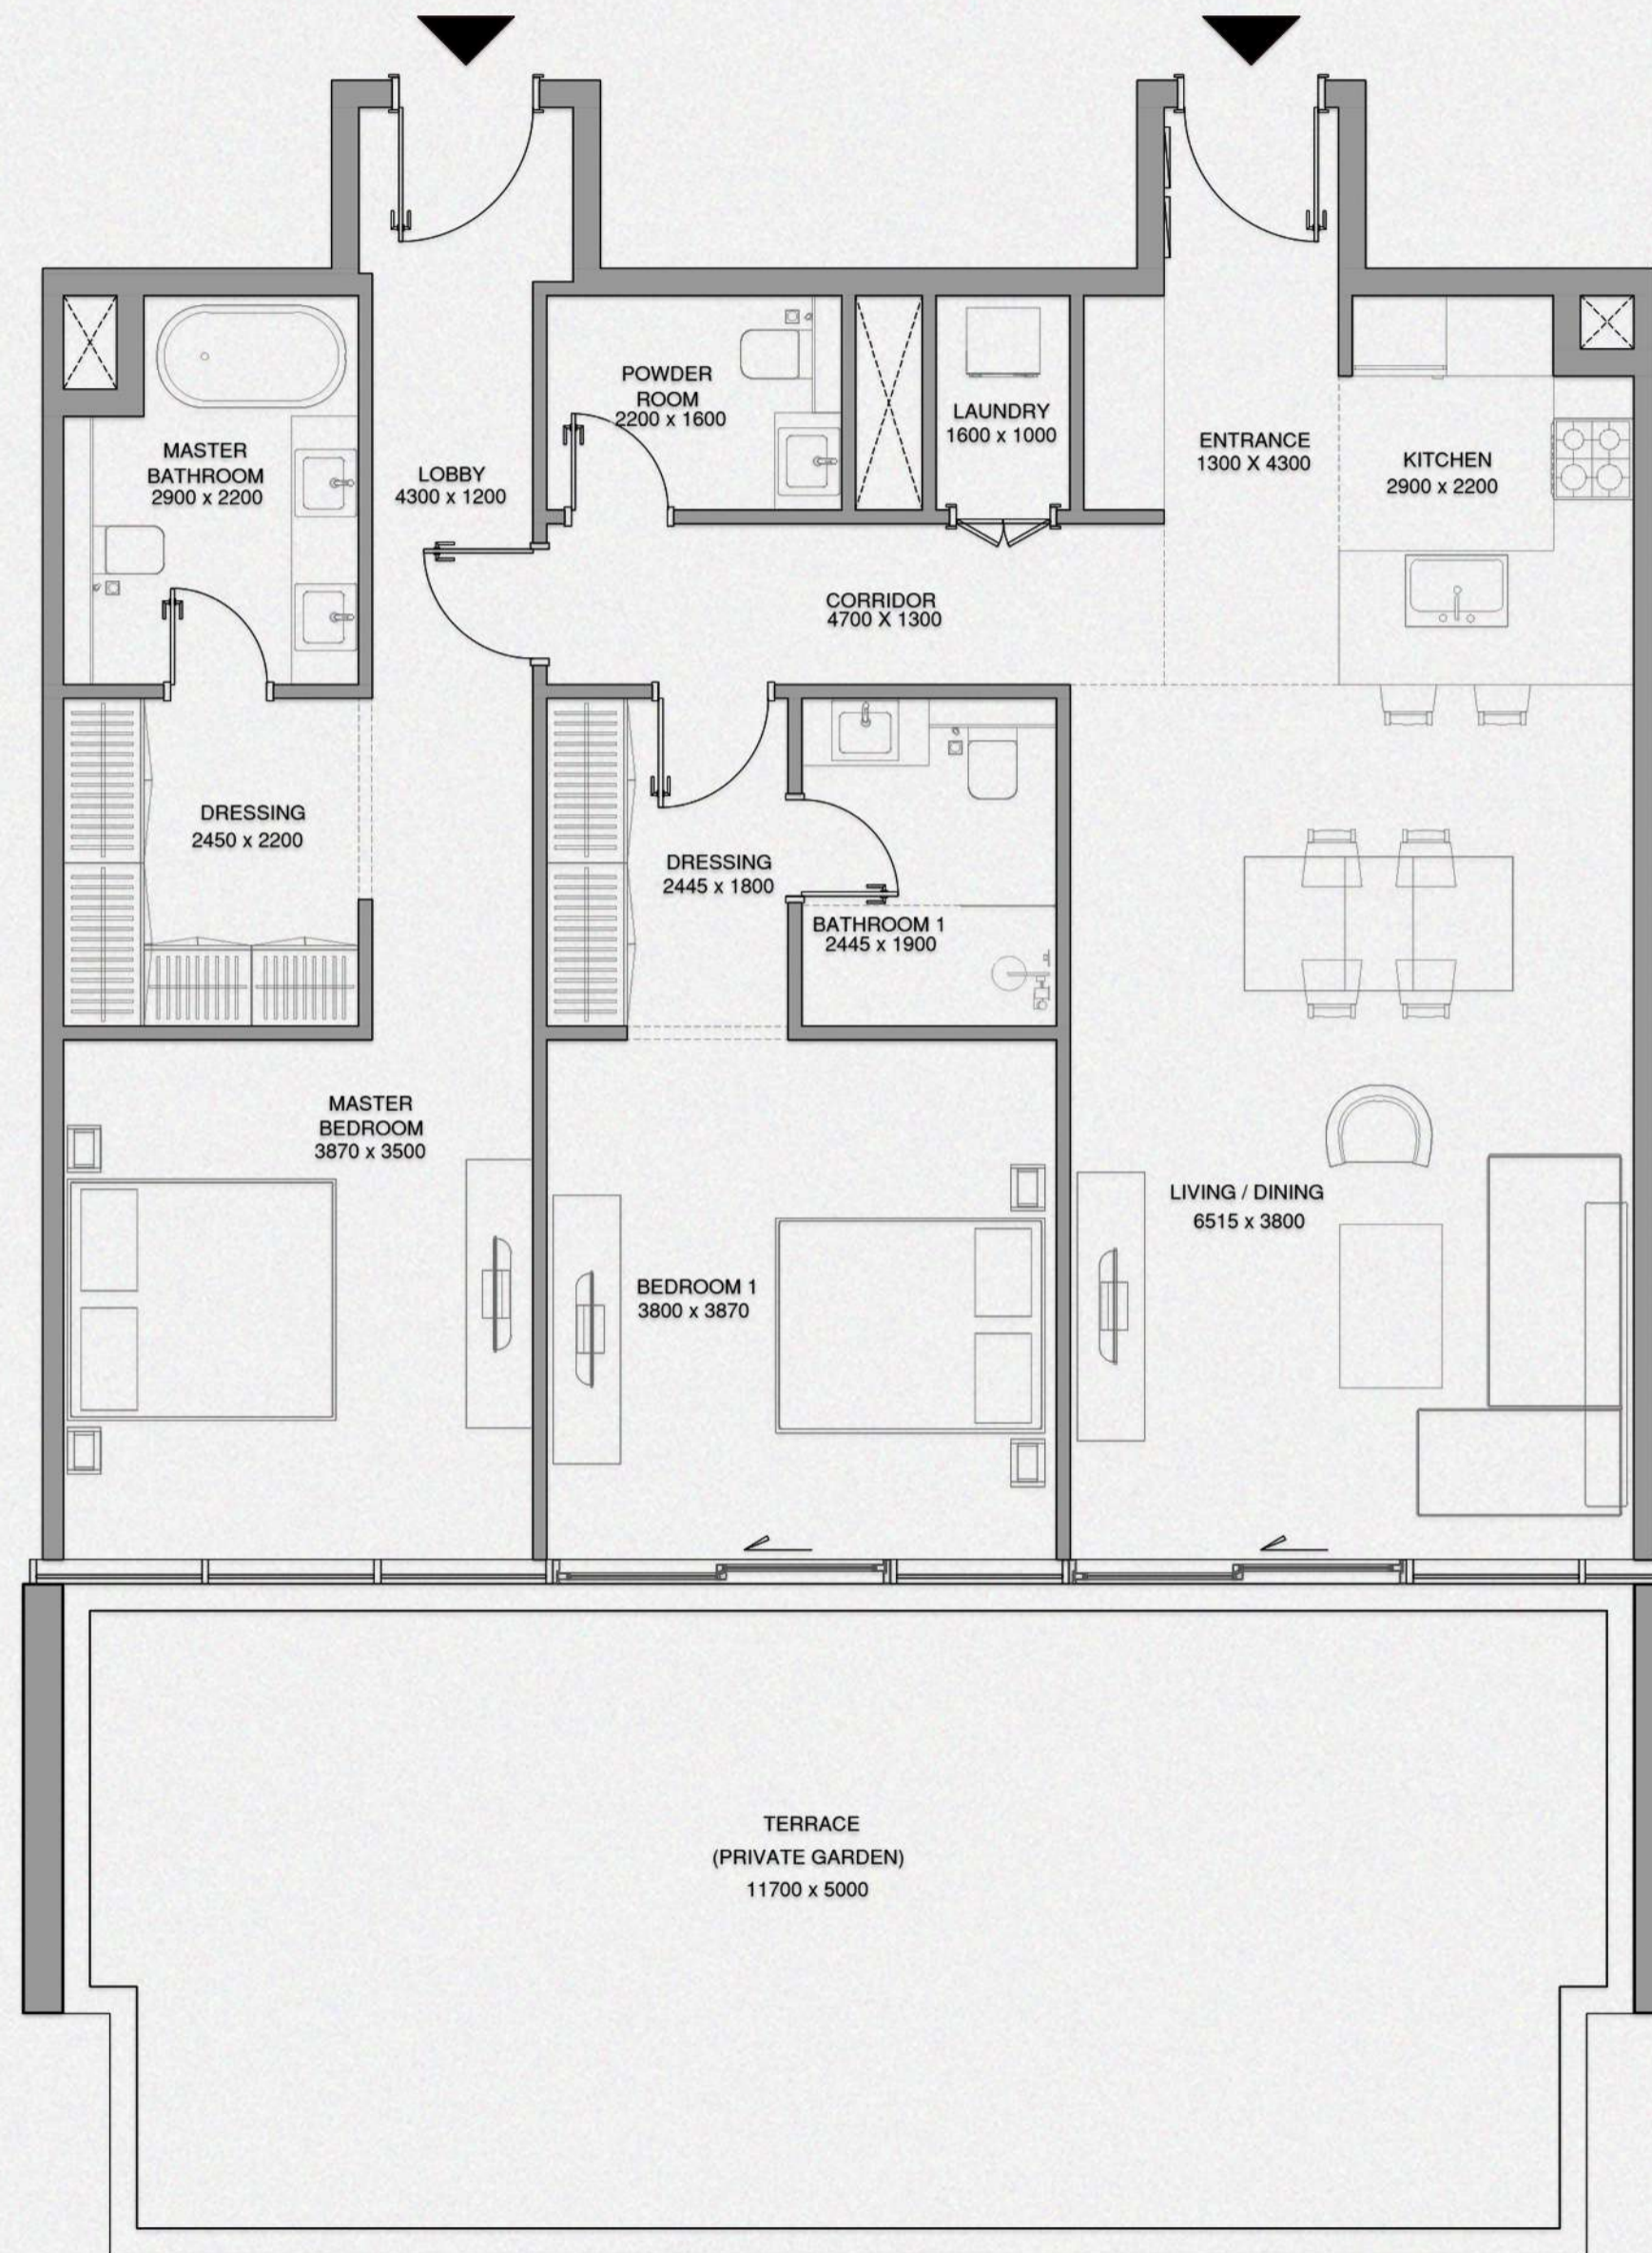 POWDER
ROOM
2200 x 1600
LAUNDRY
1600 x 1000
ENTRANCE
1300 X 4300
KITCHEN
2900 x 2200
MASTER
BATHROOM
2900 x 2200
LOBBY
4300 x 1200
CORRIDOR
4700 X 1300
DRESSING
2450 x 2200
DRESSING
2445 x 1800
BATHROOM 1
2445 x 1900
MASTER
BEDROOM
3870 x 3500
LIVING / DINING
6515 x 3800
BEDROOM 1
3800 x 3870
TERRACE
(PRIVATE GARDEN)
11700 x 5000